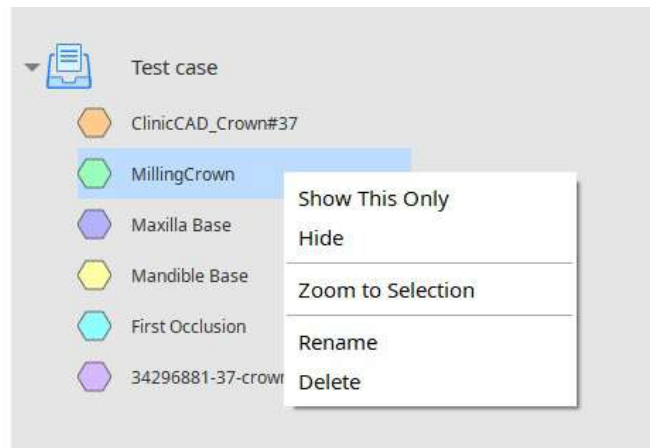 Test case
ClinicCAD_Crown#37
MillingCrown
Maxilla Base
Mandible Base
First Occlusion
34296881-37-crown
Show This Only
Hide
Zoom to Selection
Rename
Delete